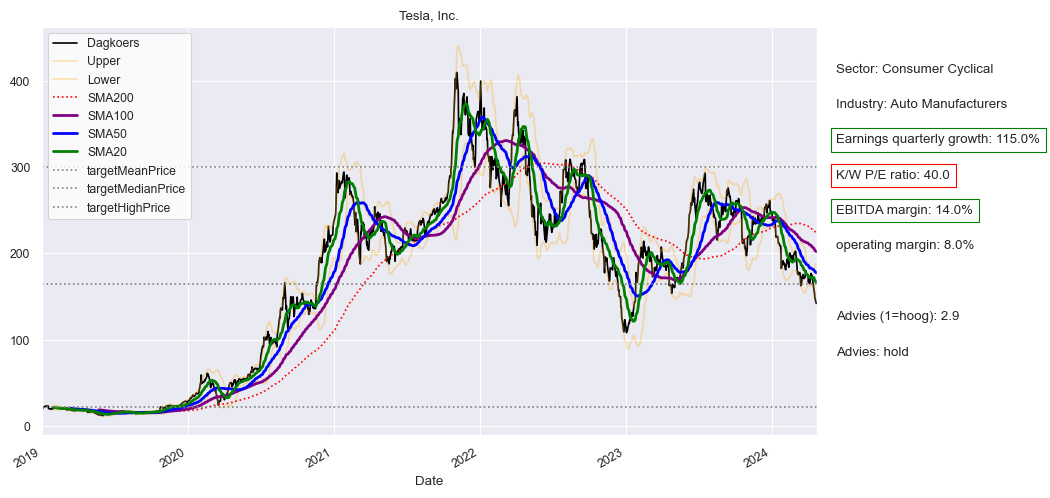 Tesla, Inc.
Dagkoers
Upper
Lower
SMA200
SMA100
SMA50
SMA20
targetMeanPrice
targetMedianPrice
targetHighPrice
400
300
200
100
0
2019
2020
2021
2022
2023
2024
Date
Sector: Consumer Cyclical
Industry: Auto Manufacturers
Earnings quarterly growth: 115.0%
K/W P/E ratio: 40.0
EBITDA margin: 14.0%
operating margin: 8.0%
Advies (1=hoog): 2.9
Advies: hold